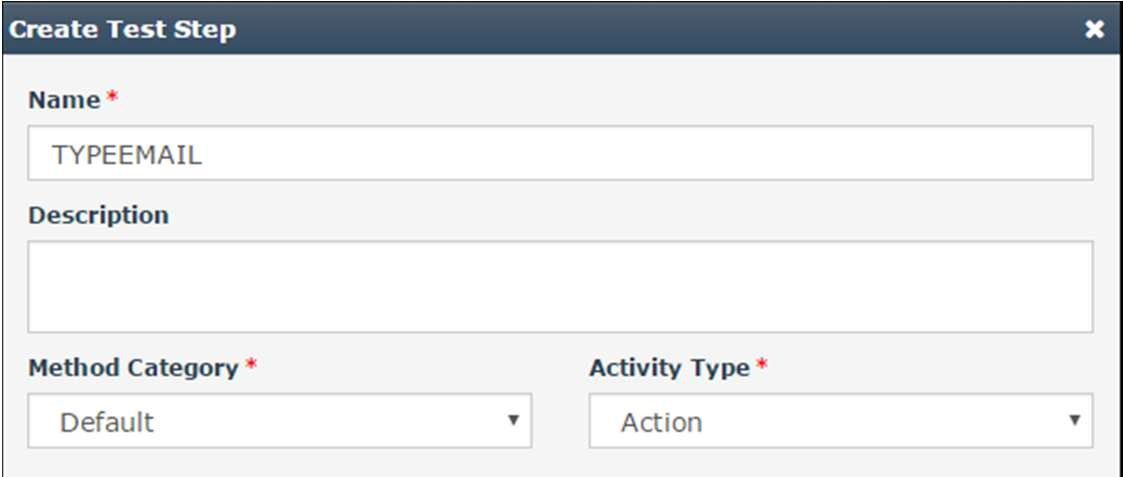 Create Test Step
Name *
TYPEEMAIL
Description
Method Category * Activity Type *
Default Action